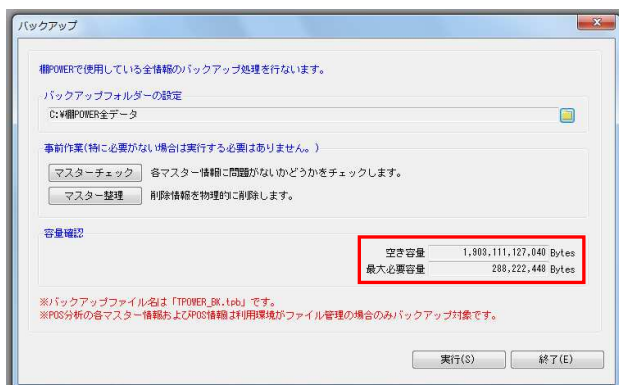 バックアップ
棚POWERで使用している全情報のバックアップ処理を行ないます。
バックアップフォルダーの設定
C:¥棚POWER全データ
事前作業(特に必要がない場合は実行する必要はありません。)
マスターチェック 各マスター情報に問題がないかどうかをチェックします。
マスター整理 削除情報を物理的に削除します。
容量確認
空き容量 1,903,111,127,040 Bytes
最大必要容量 288,222,448 Bytes
※バックアップファイル名は「TPOWER_BK.tpb」です。
※POS分析の各マスター情報およびPOS情報は利用環境がファイル管理の場合のみバックアップ対象です。
実行(S) 終了(E)